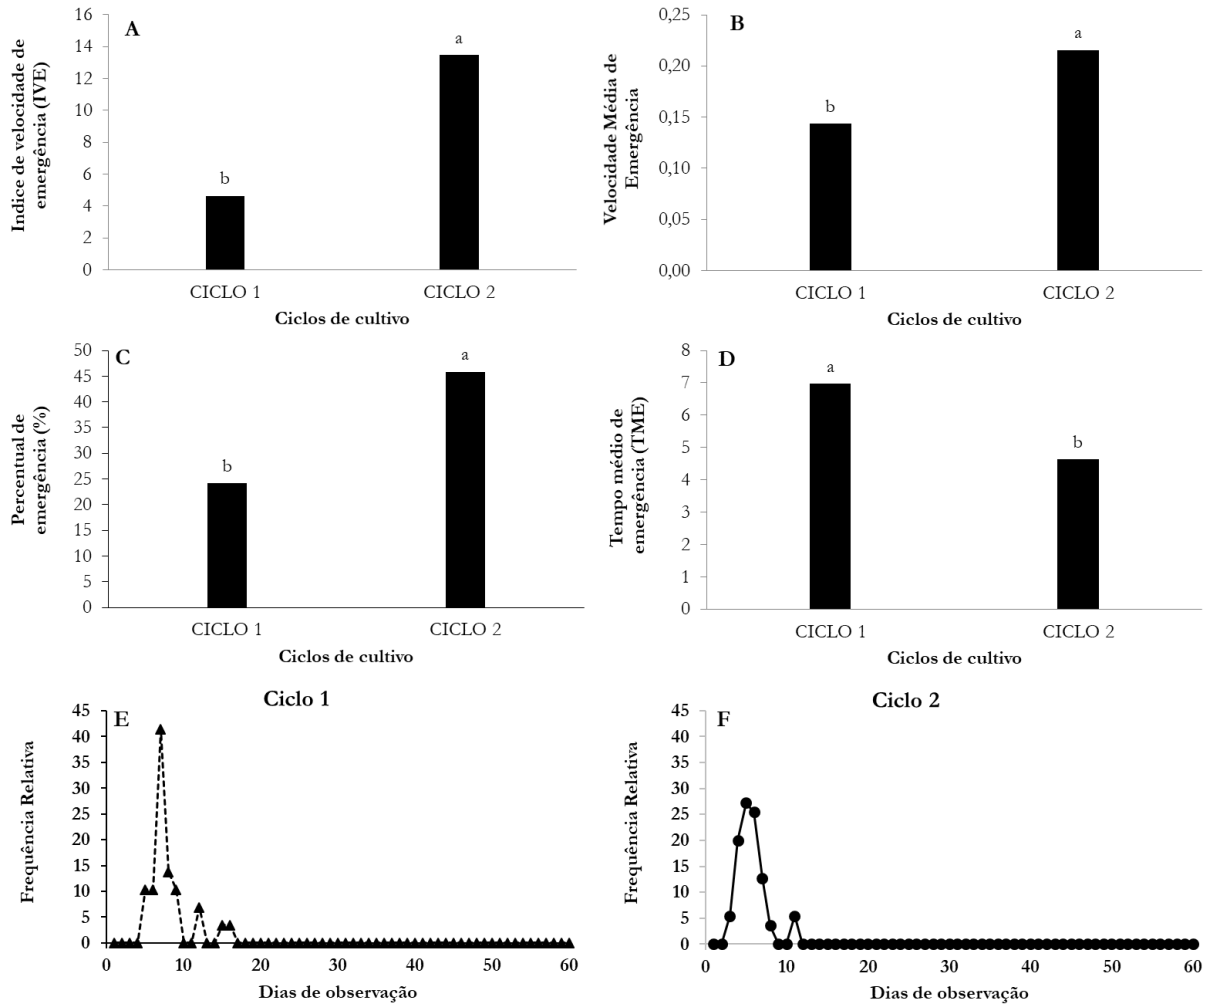 A
Indice de velocidade de
emergência (IVE)
16
14
12
10
8
6
4
2
0
b
a
CICLO 1
CICLO 2
Ciclos de cultivo
B
Velocidade Média de
Emergência
0,25
0,20
0,15
0,10
0,05
0,00
b
a
CICLO 1
CICLO 2
Ciclos de cultivo
C
Percentual de
emergência (%)
50
45
40
35
30
25
20
15
10
5
0
b
a
CICLO 1
CICLO 2
Ciclos de cultivo
D
Tempo médio de
emergência (TME)
8
7
6
5
4
3
2
1
0
a
b
CICLO 1
CICLO 2
Ciclos de cultivo
Ciclo 1
E
Frequência Relativa
45
40
35
30
25
20
15
10
5
0
0 10 20 30 40 50 60
Dias de observação
Ciclo 2
F
Frequência Relativa
45
40
35
30
25
20
15
10
5
0
0 10 20 30 40 50 60
Dias de observação